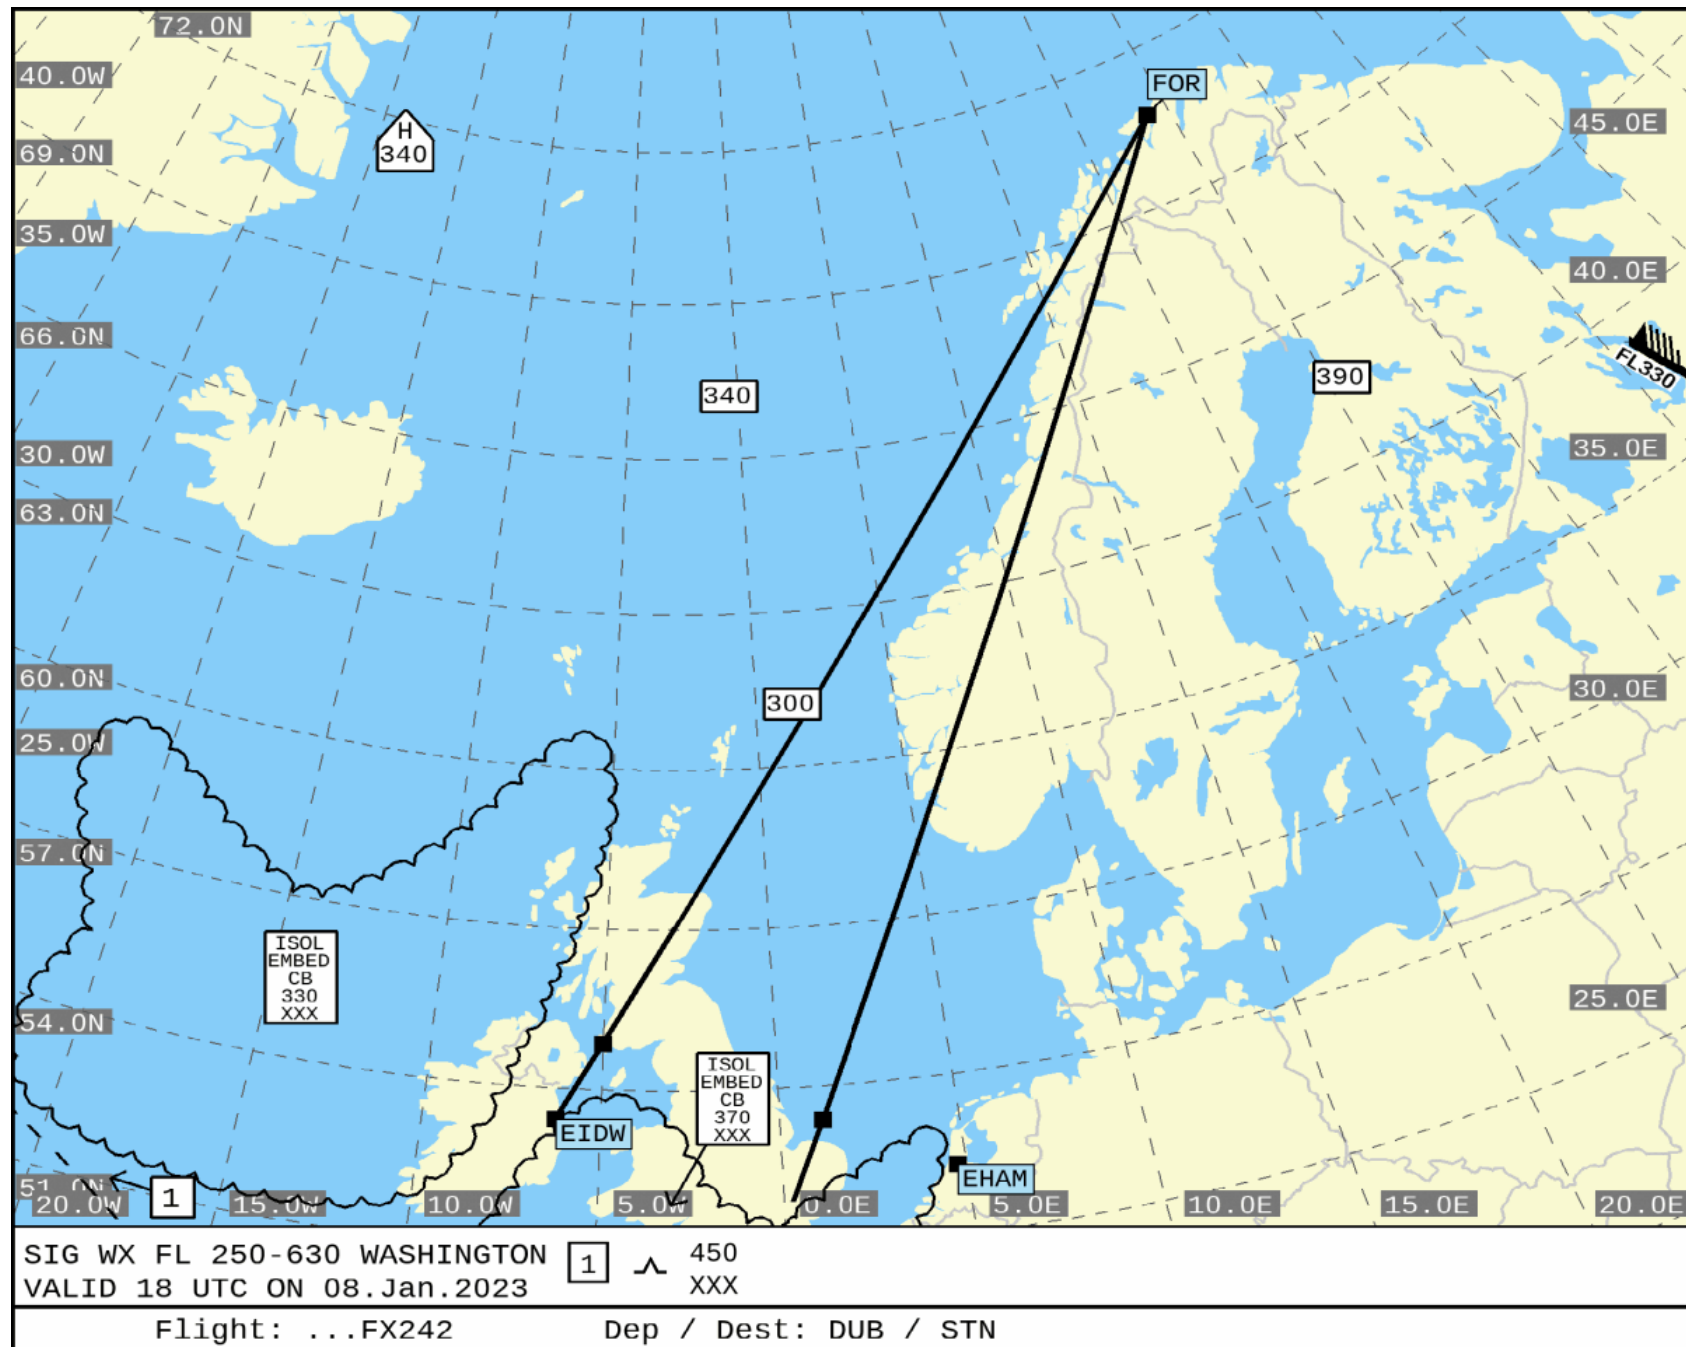 72.0N
FOR
40.0W
45.0E
H
340
69.0N
35.0W
40.0E
66.0N
FL330
390
340
30.0W
35.0E
63.0N
60.0N
30.0E
300
25.0W
57.0N
ISOL
EMBED
CB
330
XXX
25.0E
54.0N
ISOL
EMBED
CB
370
XXX
EIDW
EHAM
51.0N
1
20.0W
15.0W
10.0W
5.0W
0.0E
5.0E
10.0E
15.0E
20.0E
SIG WX FL 250-630 WASHINGTON
VALID 18 UTC ON 08.Jan.2023
1
450
XXX
Flight: ...FX242
Dep / Dest: DUB / STN